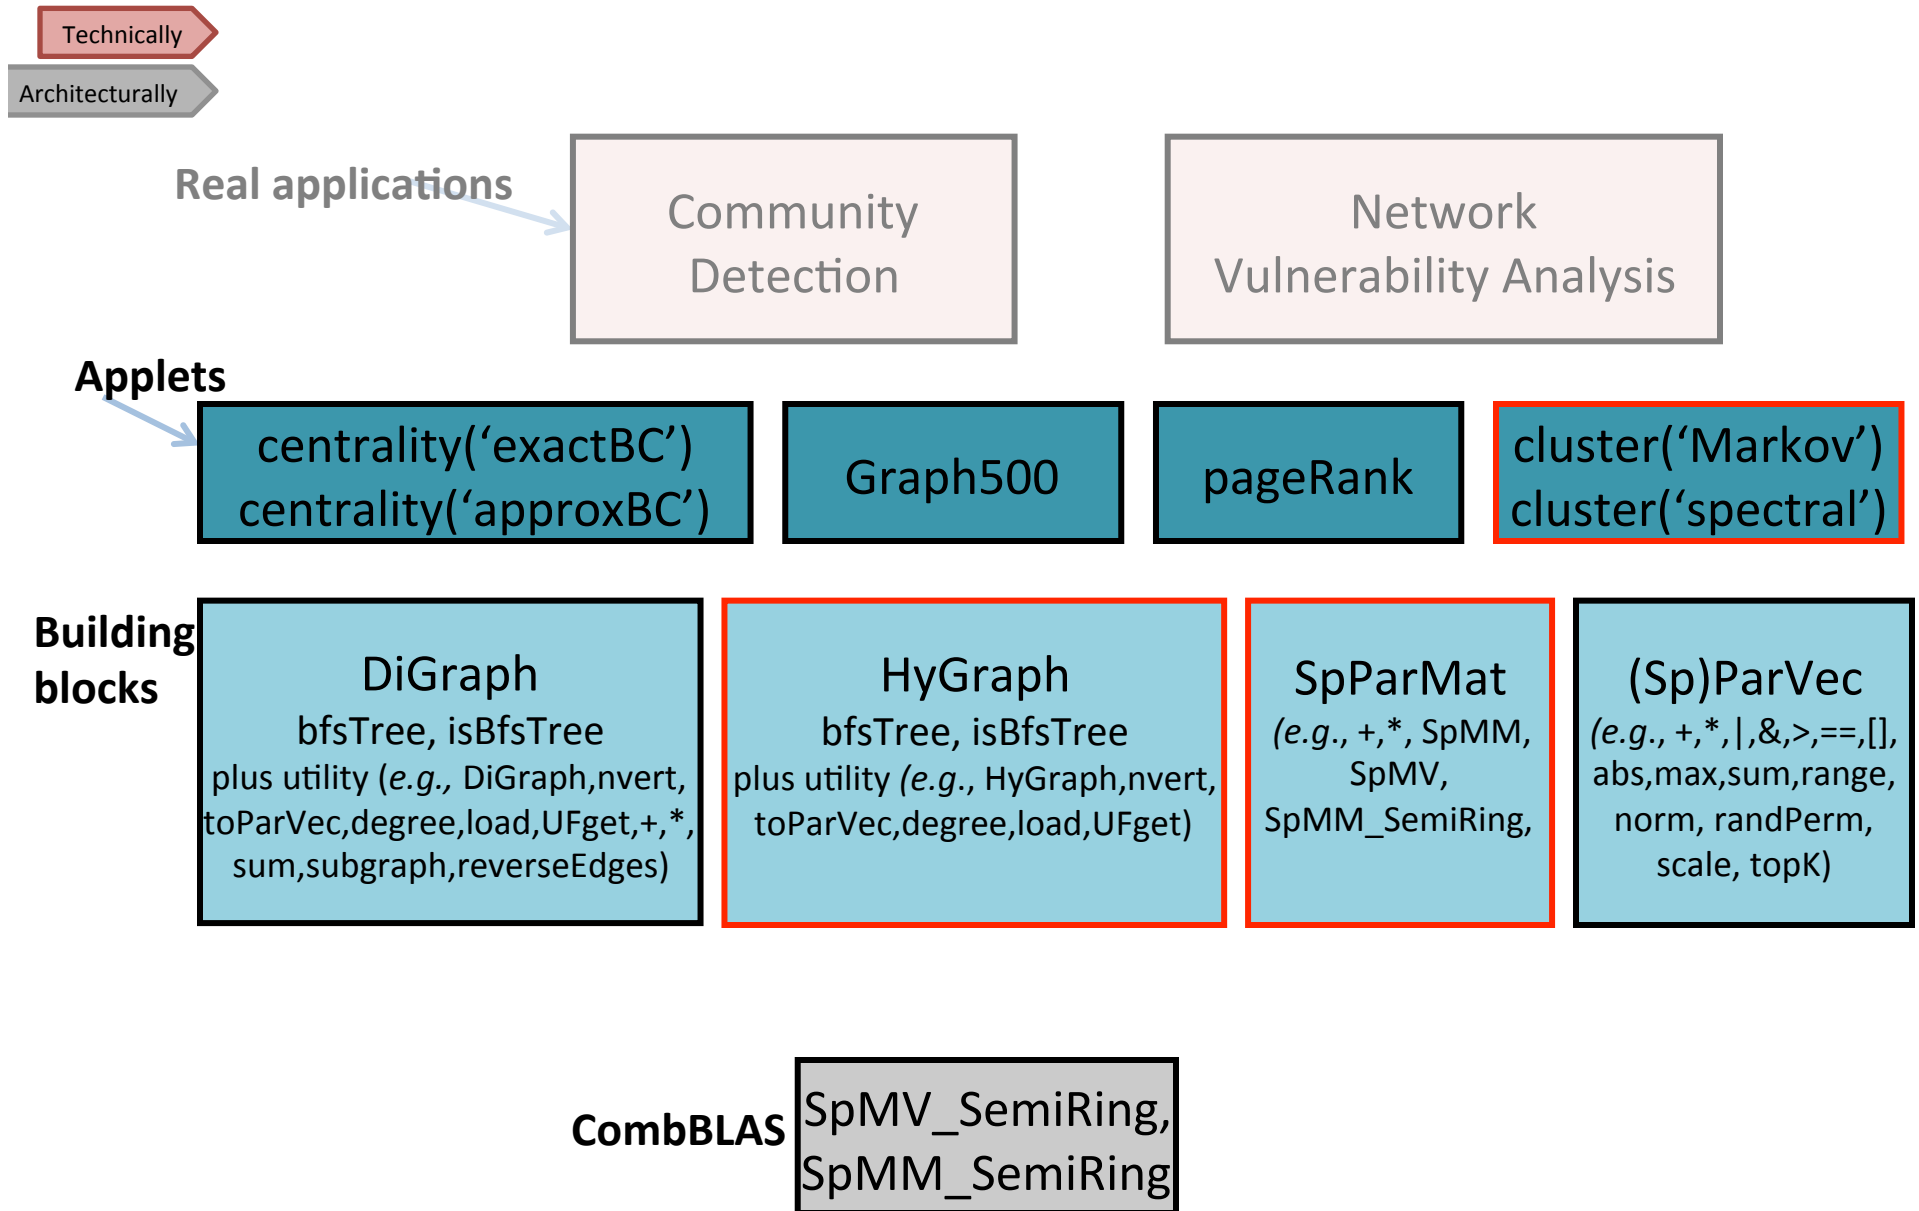 Technically
Architecturally
Real applications
Community
Detection
Network
Vulnerability Analysis
Applets
centrality(‘exactBC’)
centrality(‘approxBC’)
Graph500
pageRank
cluster(‘Markov’)
cluster(‘spectral’)
Building
blocks
DiGraph
bfsTree, isBfsTree
plus utility (e.g., DiGraph,nvert,
toParVec,degree,load,UFget,+,*,
sum,subgraph,reverseEdges)
HyGraph
bfsTree, isBfsTree
plus utility (e.g., HyGraph,nvert,
toParVec,degree,load,UFget)
SpParMat
(e.g., +,*, SpMM,
SpMV,
SpMM_SemiRing,
(Sp)ParVec
(e.g., +,*,|,&,>,==,[],
abs,max,sum,range,
norm, randPerm,
scale, topK)
CombBLAS
SpMV_SemiRing,
SpMM_SemiRing